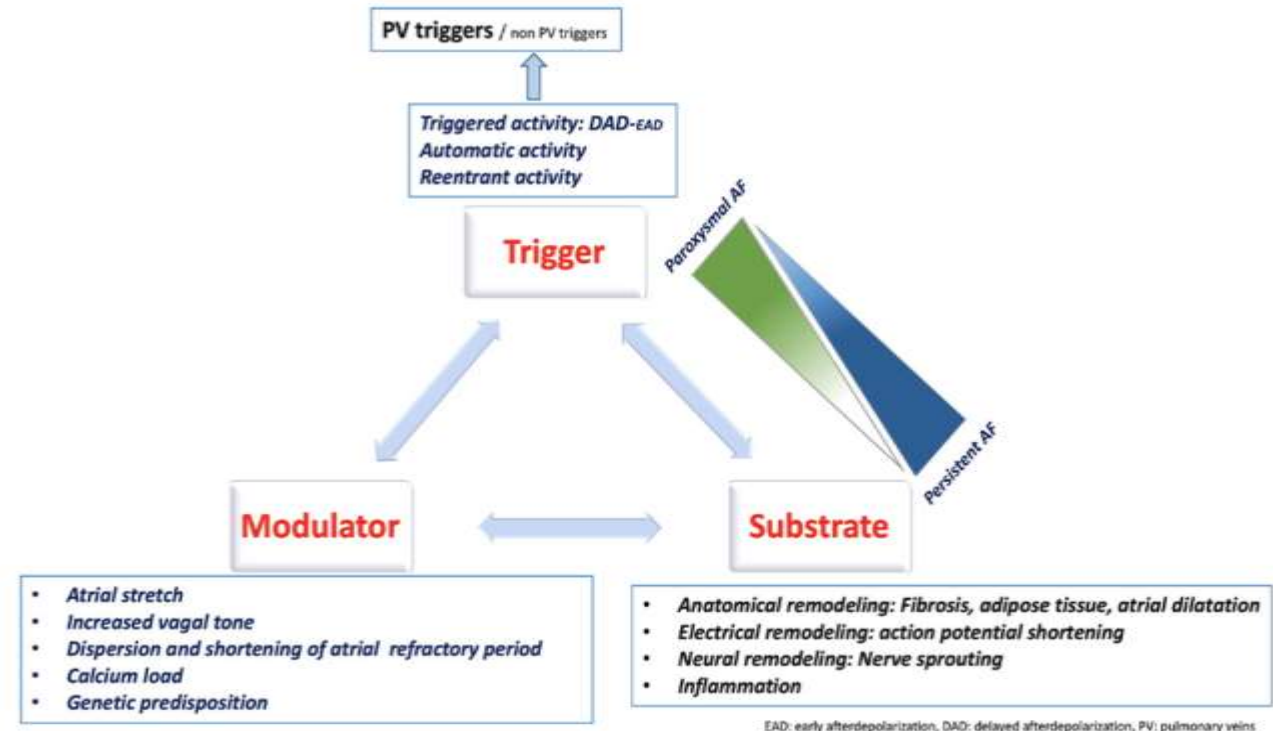 PV triggers / non PV triggers
Triggered activity: DAD-EAD
Automatic activity
Reentrant activity
Trigger
Paroxysmal AF
Persistent AF
Modulator
Substrate
• Atrial stretch
• Increased vagal tone
• Dispersion and shortening of atrial refractory period
• Calcium load
• Genetic predisposition
• Anatomical remodeling: Fibrosis, adipose tissue, atrial dilatation
• Electrical remodeling: action potential shortening
• Neural remodeling: Nerve sprouting
• Inflammation
EAD: early afterdepolarization, DAD: delayed afterdepolarization, PV: pulmonary veins